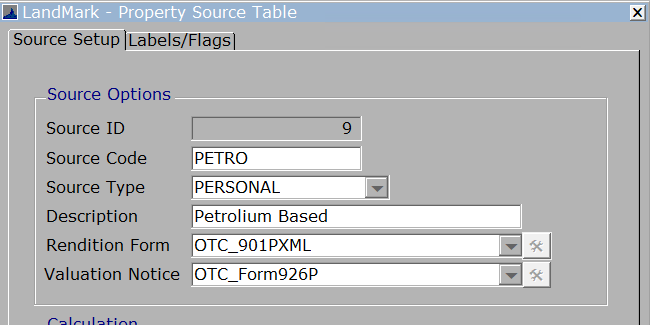 LandMark - Property Source Table
Source Setup Labels/Flags
Source Options
Source ID 9
Source Code PETRO
Source Type PERSONAL
Description Petrolium Based
Rendition Form OTC_901PXML
Valuation Notice OTC_Form926P
Calculation